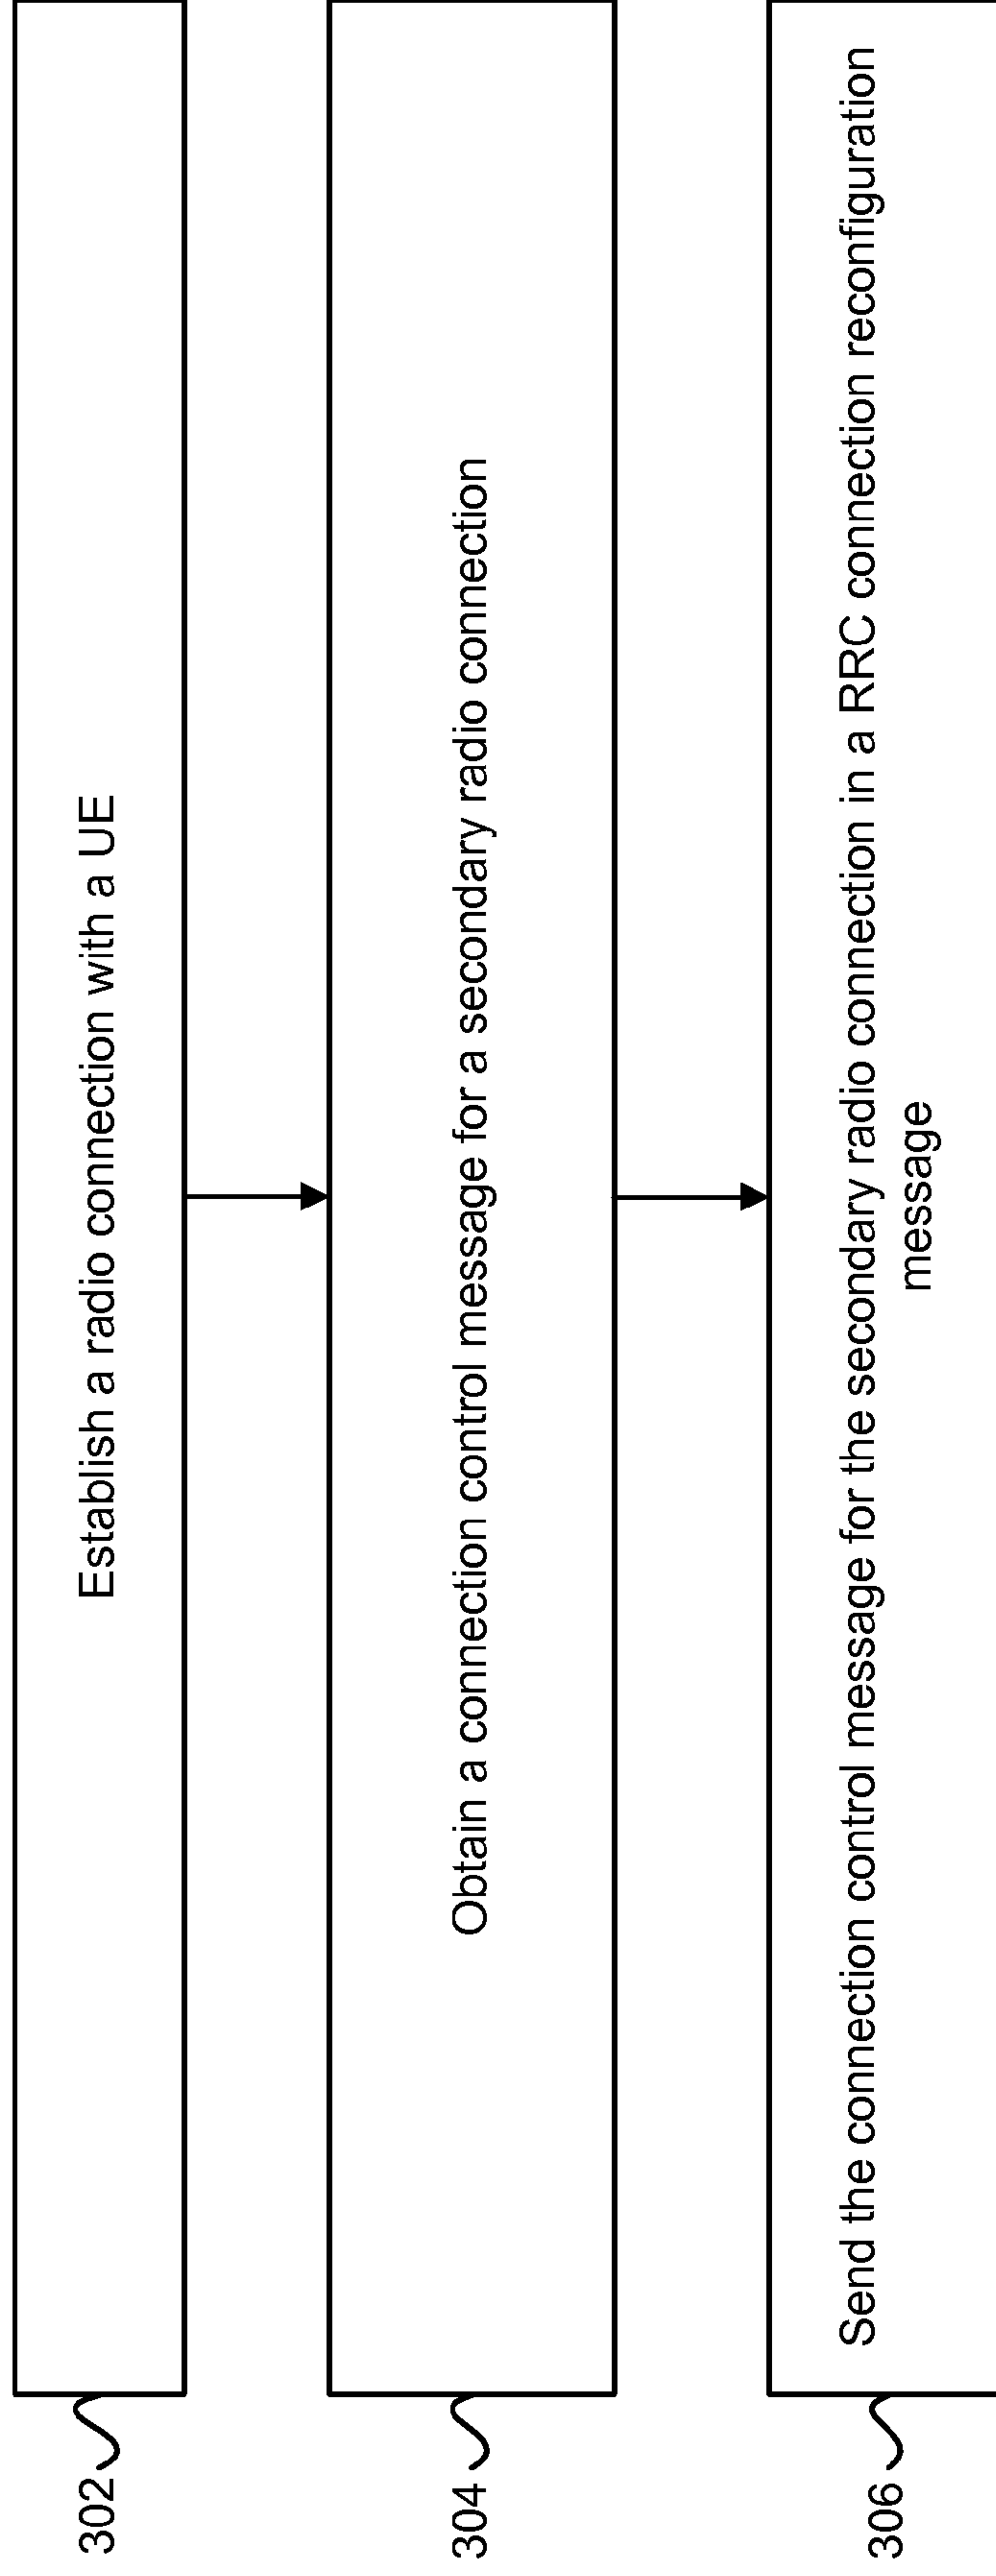 302
Establish a radio connection with a UE
304
Obtain a connection control message for a secondary radio connection
306
Send the connection control message for the secondary radio connection in a RRC connection reconfiguration
message